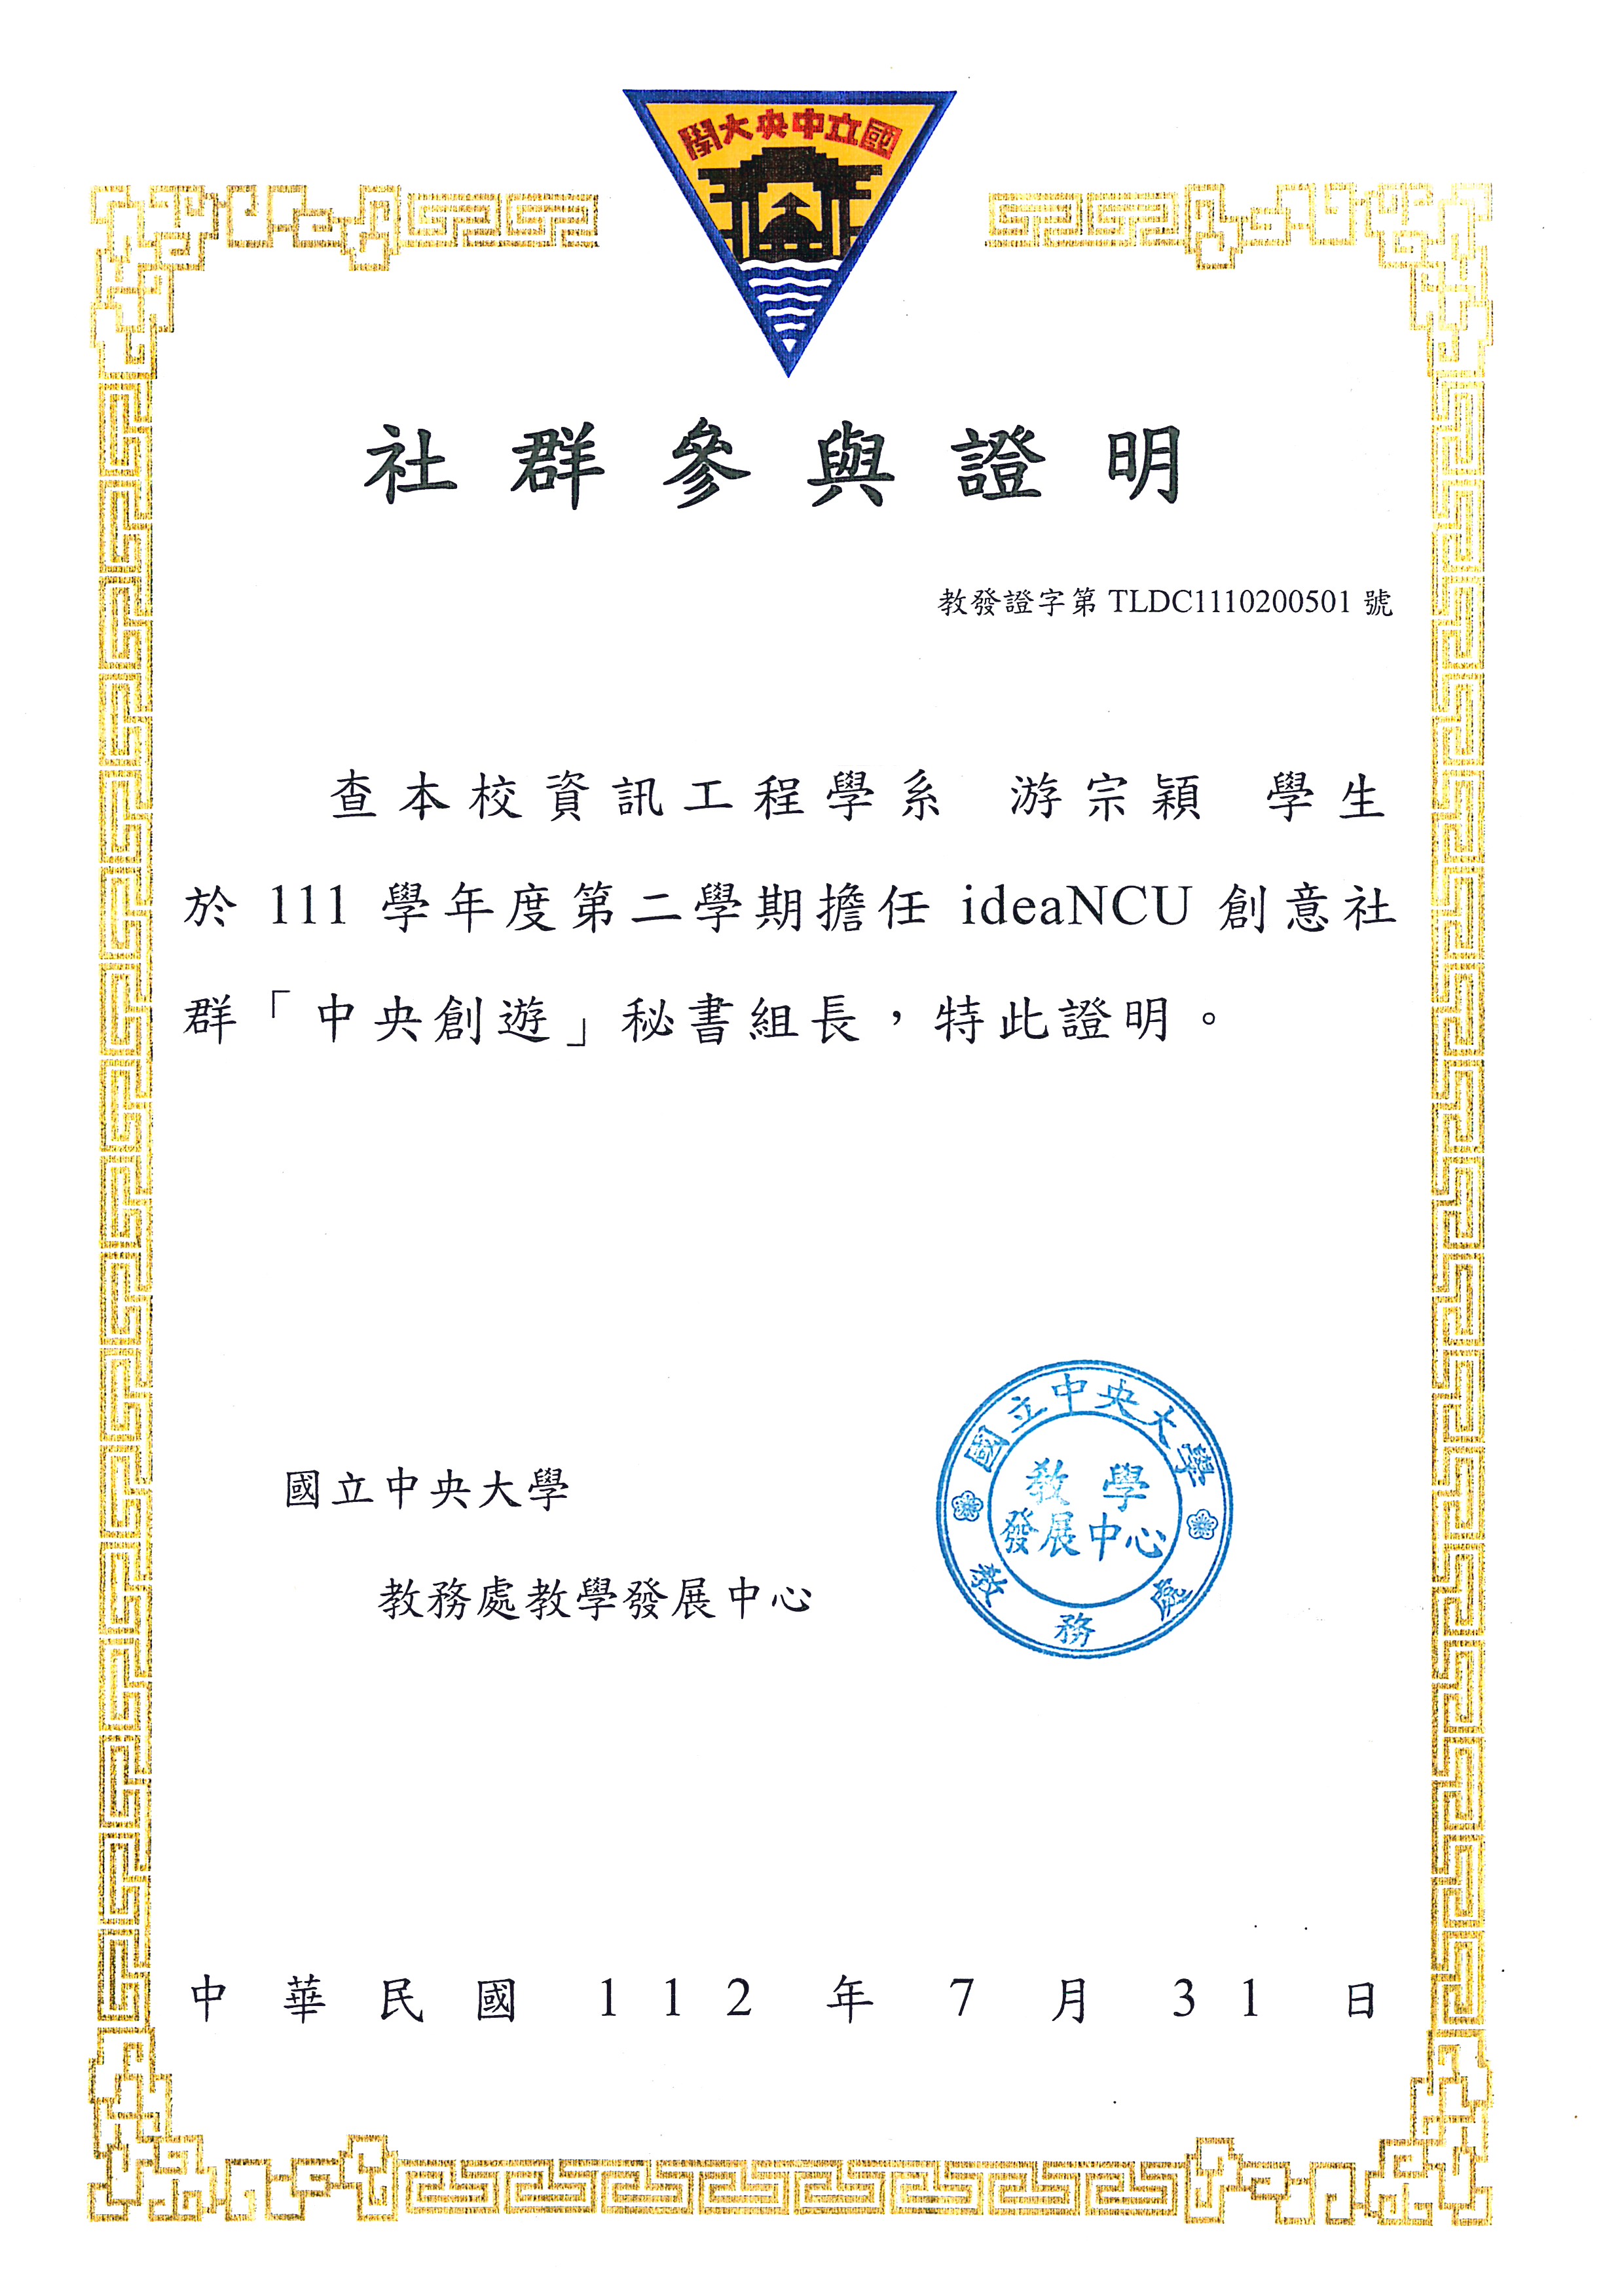 國立中央大學
社群參與證明
教發證字第 TLDC1110200501 號
查本校資訊工程學系 游宗穎 學生
於 111 學年度第二學期擔任 ideaNCU 創意社
群「中央創遊」秘書組長，特此證明。
國立中央大學
教學
發展中心
教務處
國立中央大學
教務處教學發展中心
中華民國 112 年 7 月 31 日